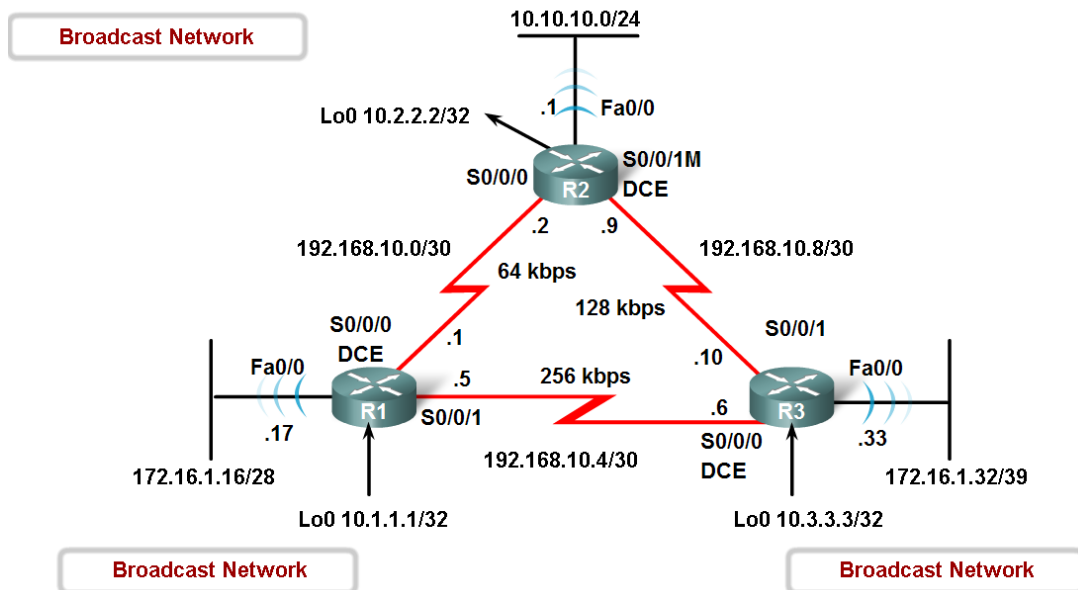 10.10.10.0/24
Broadcast Network
.1
Fa0/0
Lo0 10.2.2.2/32
S0/0/0
R2
S0/0/1M
DCE
.2
.9
192.168.10.0/30
192.168.10.8/30
64 kbps
128 kbps
S0/0/0
DCE
.1
S0/0/1
.10
Fa0/0
.5
256 kbps
Fa0/0
R1
S0/0/1
.6
R3
.17
S0/0/0
DCE
.33
192.168.10.4/30
172.16.1.16/28
172.16.1.32/39
Lo0 10.1.1.1/32
Lo0 10.3.3.3/32
Broadcast Network
Broadcast Network